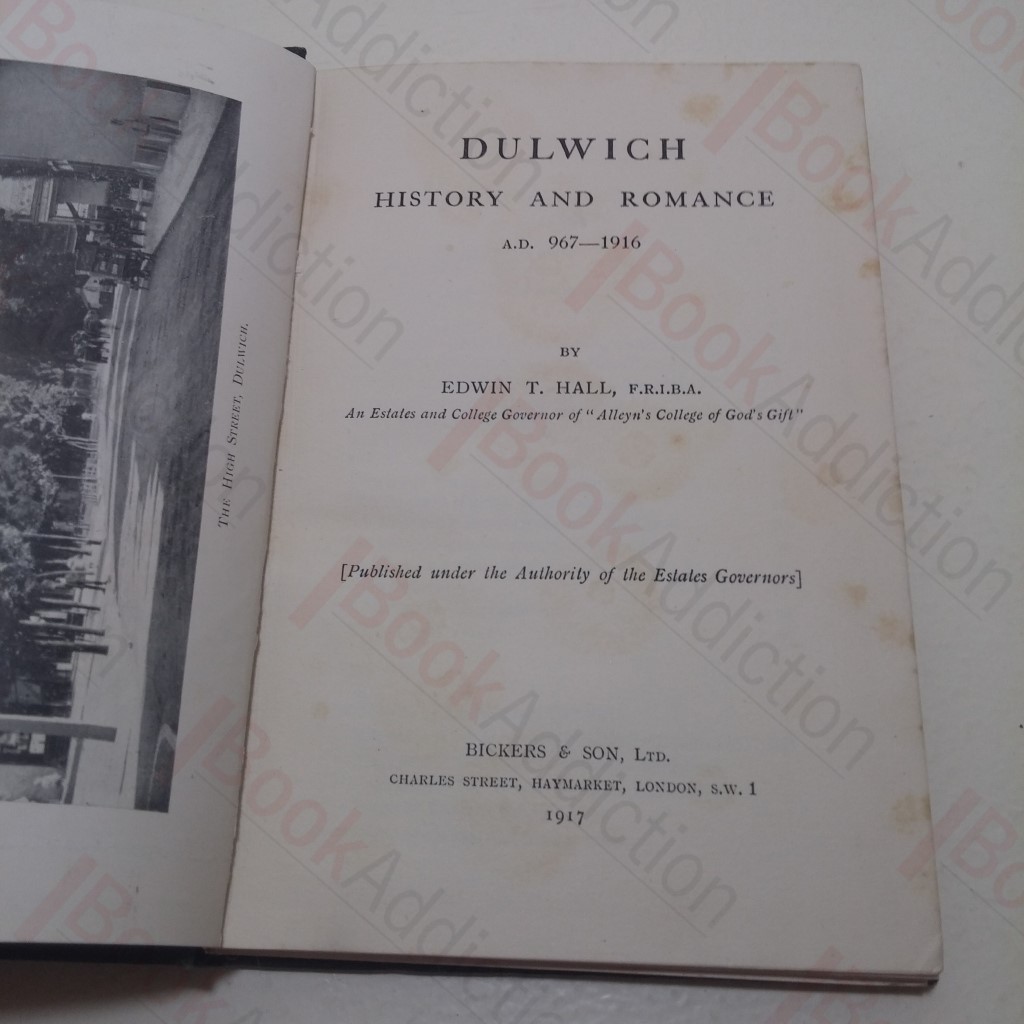 THE HIGH STREET, DULWICH.
DULWICH
HISTORY AND ROMANCE
A.D. 967—1916
BY
EDWIN T. HALL, F.R.I.B.A.
An Estates and College Governor of "Alleyn's College of God's Gift"
[Published under the Authority of the Estates Governors]
BICKERS & SON, LTD.
CHARLES STREET, HAYMARKET, LONDON, S.W. 1
1917
BookAddiction